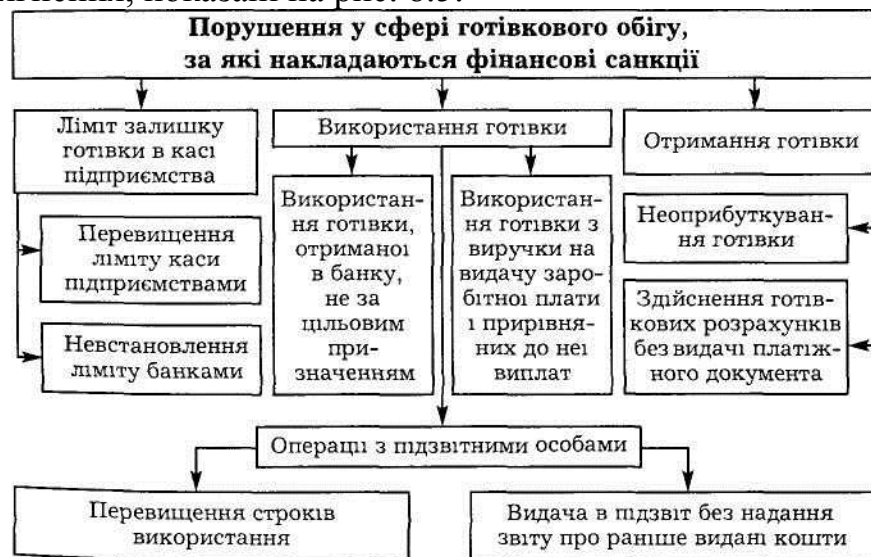 Порушення у сфері готівкового обігу,
за які накладаються фінансові санкції
Ліміт залишку
готівки в касі
підприємства
Використання готівки
Отримання готівки
Перевищення
ліміту каси
підприємствами
Невстановлення
ліміту банками
Використан-
ня готівки,
отриманої
в банку,
не за
цільовим
при-
значенням
Використан-
ня готівки з
виручки на
видачу заро-
бітної плати
і прирівня-
них до неї
виплат
Неоприбуткуван-
ня готівки
Здійснення готів-
кових розрахунків
без видачі платіж-
ного документа
Операції з підзвітними особами
Перевищення строків
використання
Видача в підзвіт без надання
звіту про раніше видані кошти